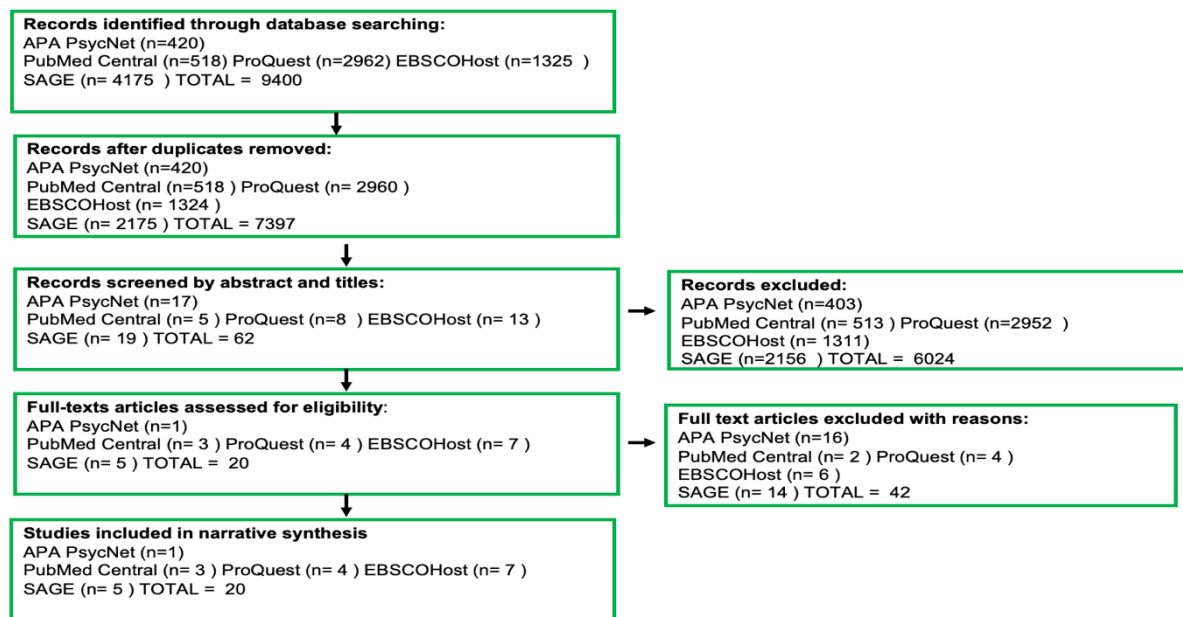 Records identified through database searching:
APA PsycNet (n=420)
PubMed Central (n=518) ProQuest (n=2962) EBSCOHost (n=1325 )
SAGE (n= 4175 ) TOTAL = 9400
Records after duplicates removed:
APA PsycNet (n=420)
PubMed Central (n=518 ) ProQuest (n= 2960 )
EBSCOHost (n= 1324 )
SAGE (n= 2175 ) TOTAL = 7397
Records screened by abstract and titles:
APA PsycNet (n=17)
PubMed Central (n= 5 ) ProQuest (n=8 ) EBSCOHost (n= 13 )
SAGE (n= 19 ) TOTAL = 62
Records excluded:
APA PsycNet (n=403)
PubMed Central (n= 513 ) ProQuest (n=2952 )
EBSCOHost (n= 1311)
SAGE (n=2156 ) TOTAL = 6024
Full-texts articles assessed for eligibility:
APA PsycNet (n=1)
PubMed Central (n= 3 ) ProQuest (n= 4 ) EBSCOHost (n= 7 )
SAGE (n= 5 ) TOTAL = 20
Full text articles excluded with reasons:
APA PsycNet (n=16)
PubMed Central (n= 2 ) ProQuest (n= 4 )
EBSCOHost (n= 6 )
SAGE (n= 14 ) TOTAL = 42
Studies included in narrative synthesis
APA PsycNet (n=1)
PubMed Central (n= 3 ) ProQuest (n= 4 ) EBSCOHost (n= 7 )
SAGE (n= 5 ) TOTAL = 20